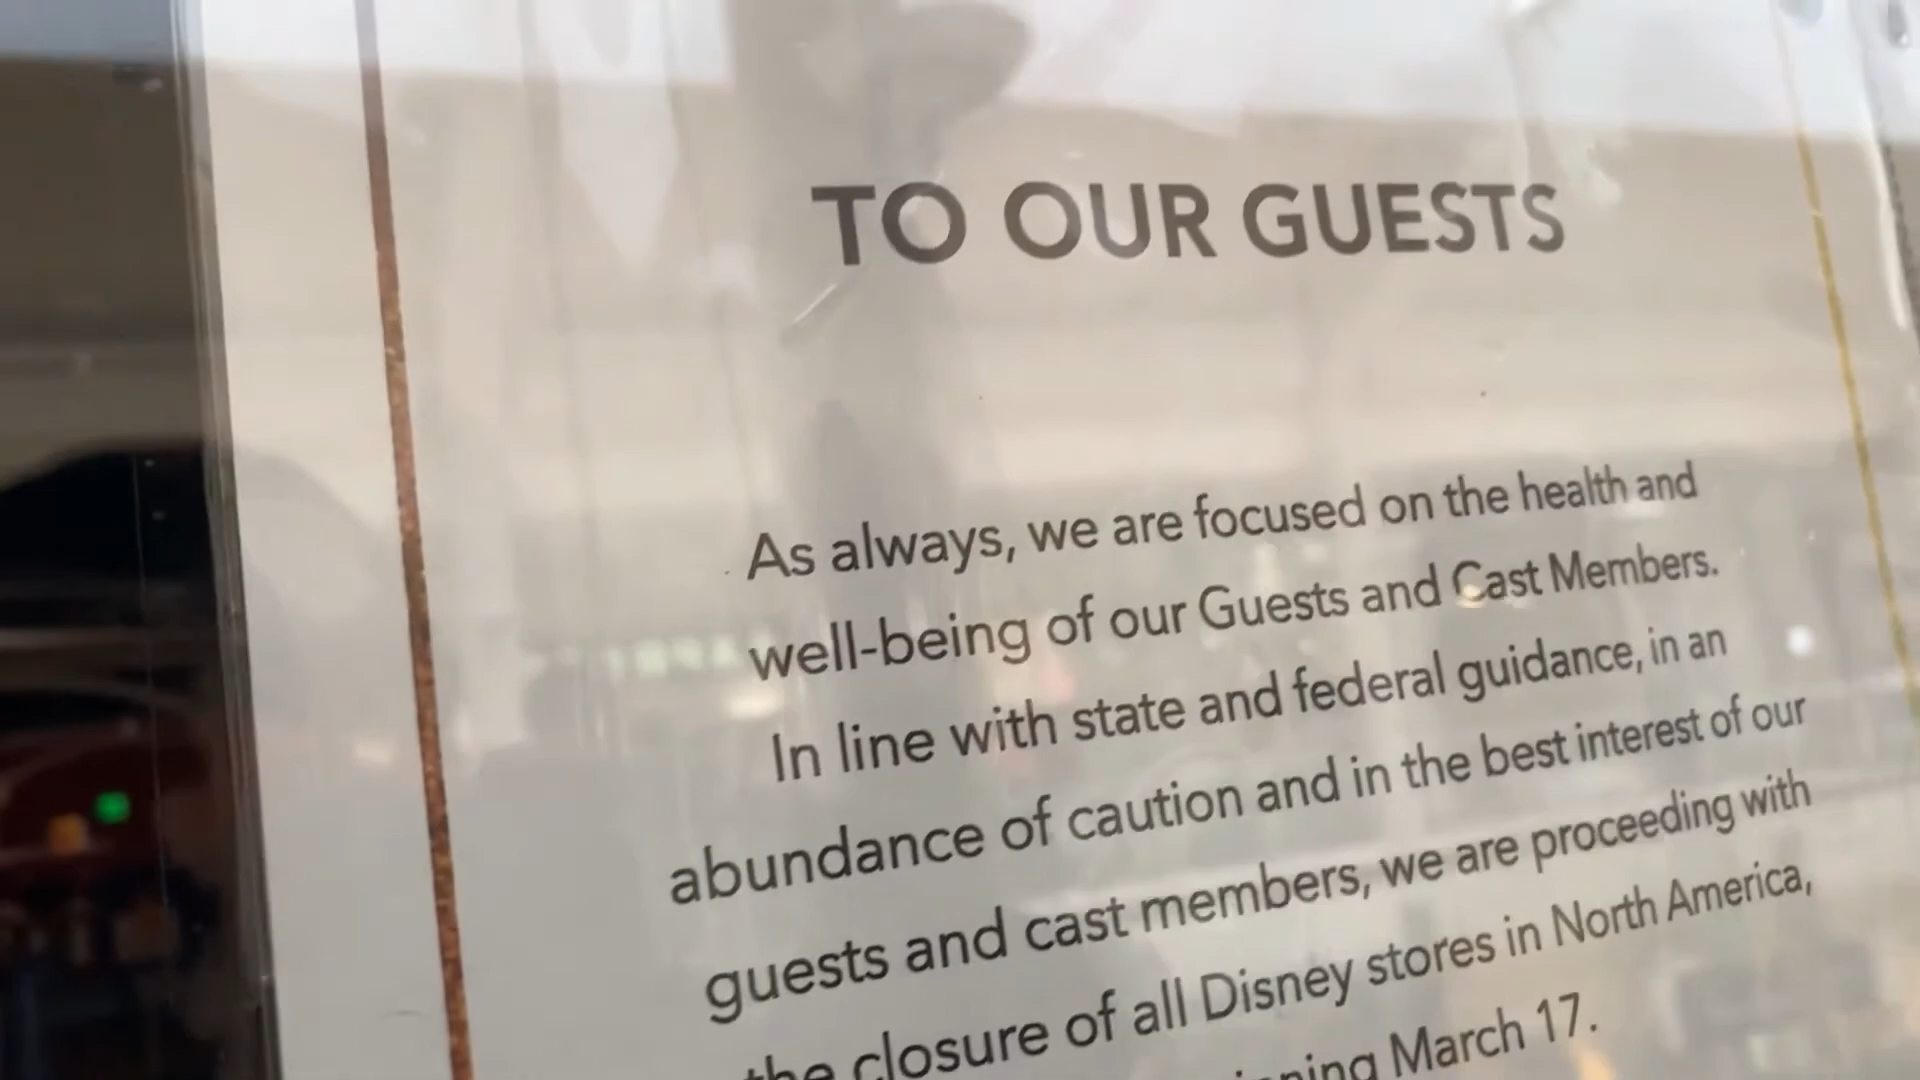 TO OUR GUESTS
As always, we are focused on the health and
well-being of our Guests and Cast Members.
In line with state and federal guidance, in an
abundance of caution and in the best interest of our
guests and cast members, we are proceeding with
the closure of all Disney stores in North America,
March 17.